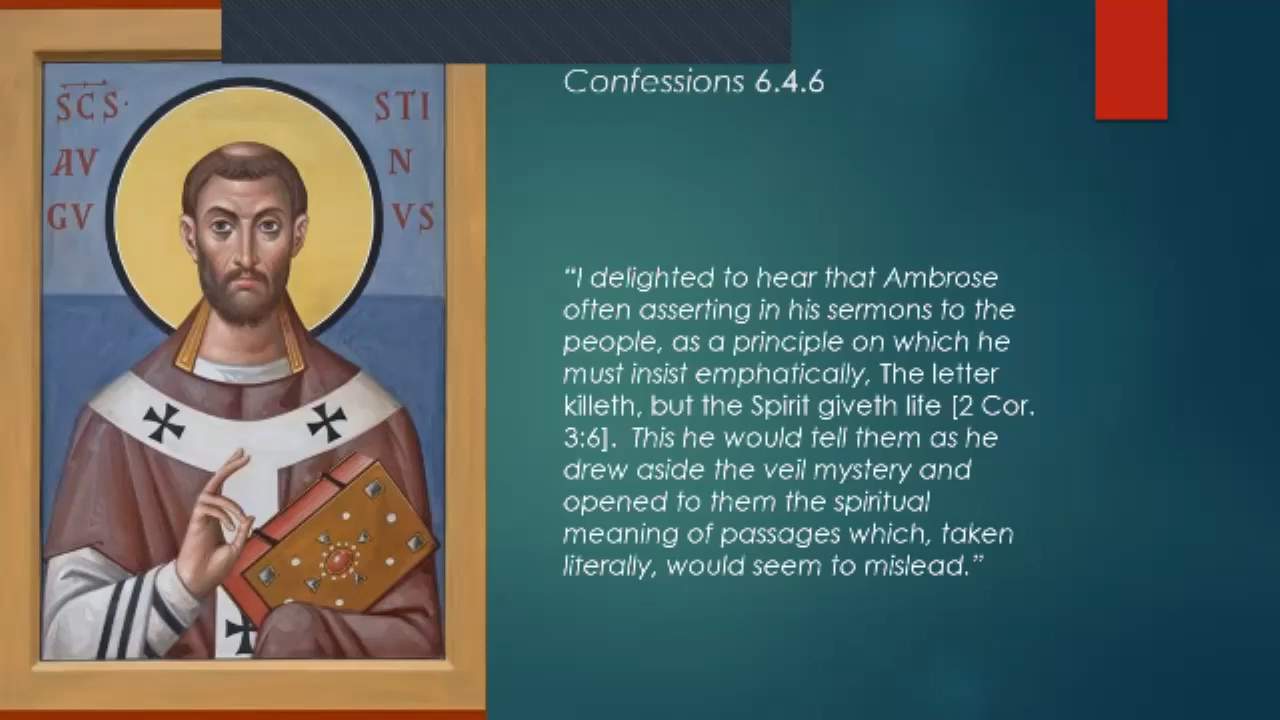 SCS· STI
AV N
GV VS
Confessions 6.4.6
“I delighted to hear that Ambrose
often asserting in his sermons to the
people, as a principle on which he
must insist emphatically, The letter
killeth, but the Spirit giveth life [2 Cor.
3:6].  This he would tell them as he
drew aside the veil mystery and
opened to them the spiritual
meaning of passages which, taken
literally, would seem to mislead.”